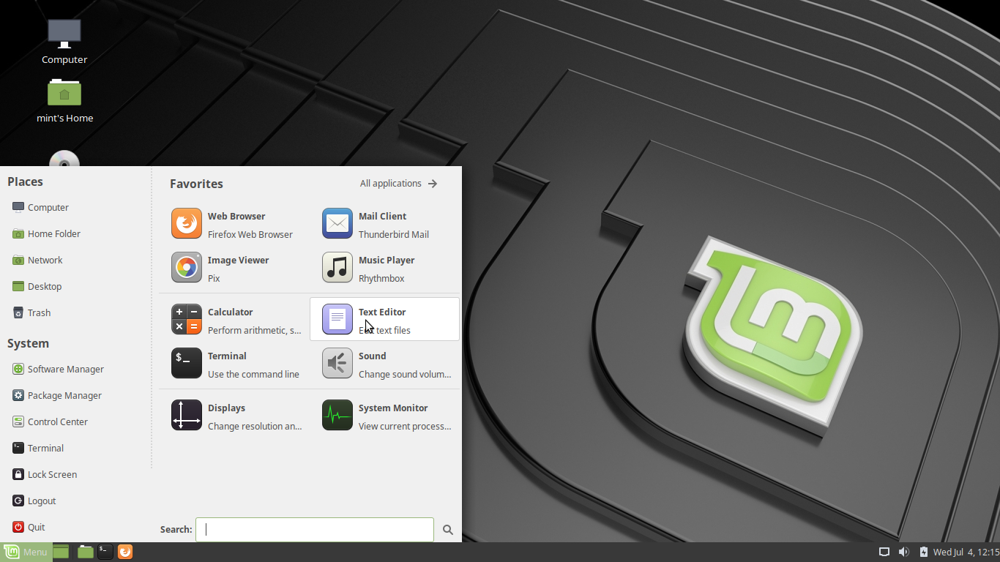 Computer
mint's Home
Places
Computer
Home Folder
Network
Desktop
Trash
System
Software Manager
Package Manager
Control Center
Terminal
Lock Screen
Logout
Quit
Favorites
All applications
Web Browser
Firefox Web Browser
Mail Client
Thunderbird Mail
Image Viewer
Pix
Music Player
Rhythmbox
Calculator
Perform arithmetic, s...
Text Editor
text files
Terminal
Use the command line
Sound
Change sound volum...
Displays
Change resolution an...
System Monitor
View current process...
Search:
Menu
Wed Jul 4, 12:15